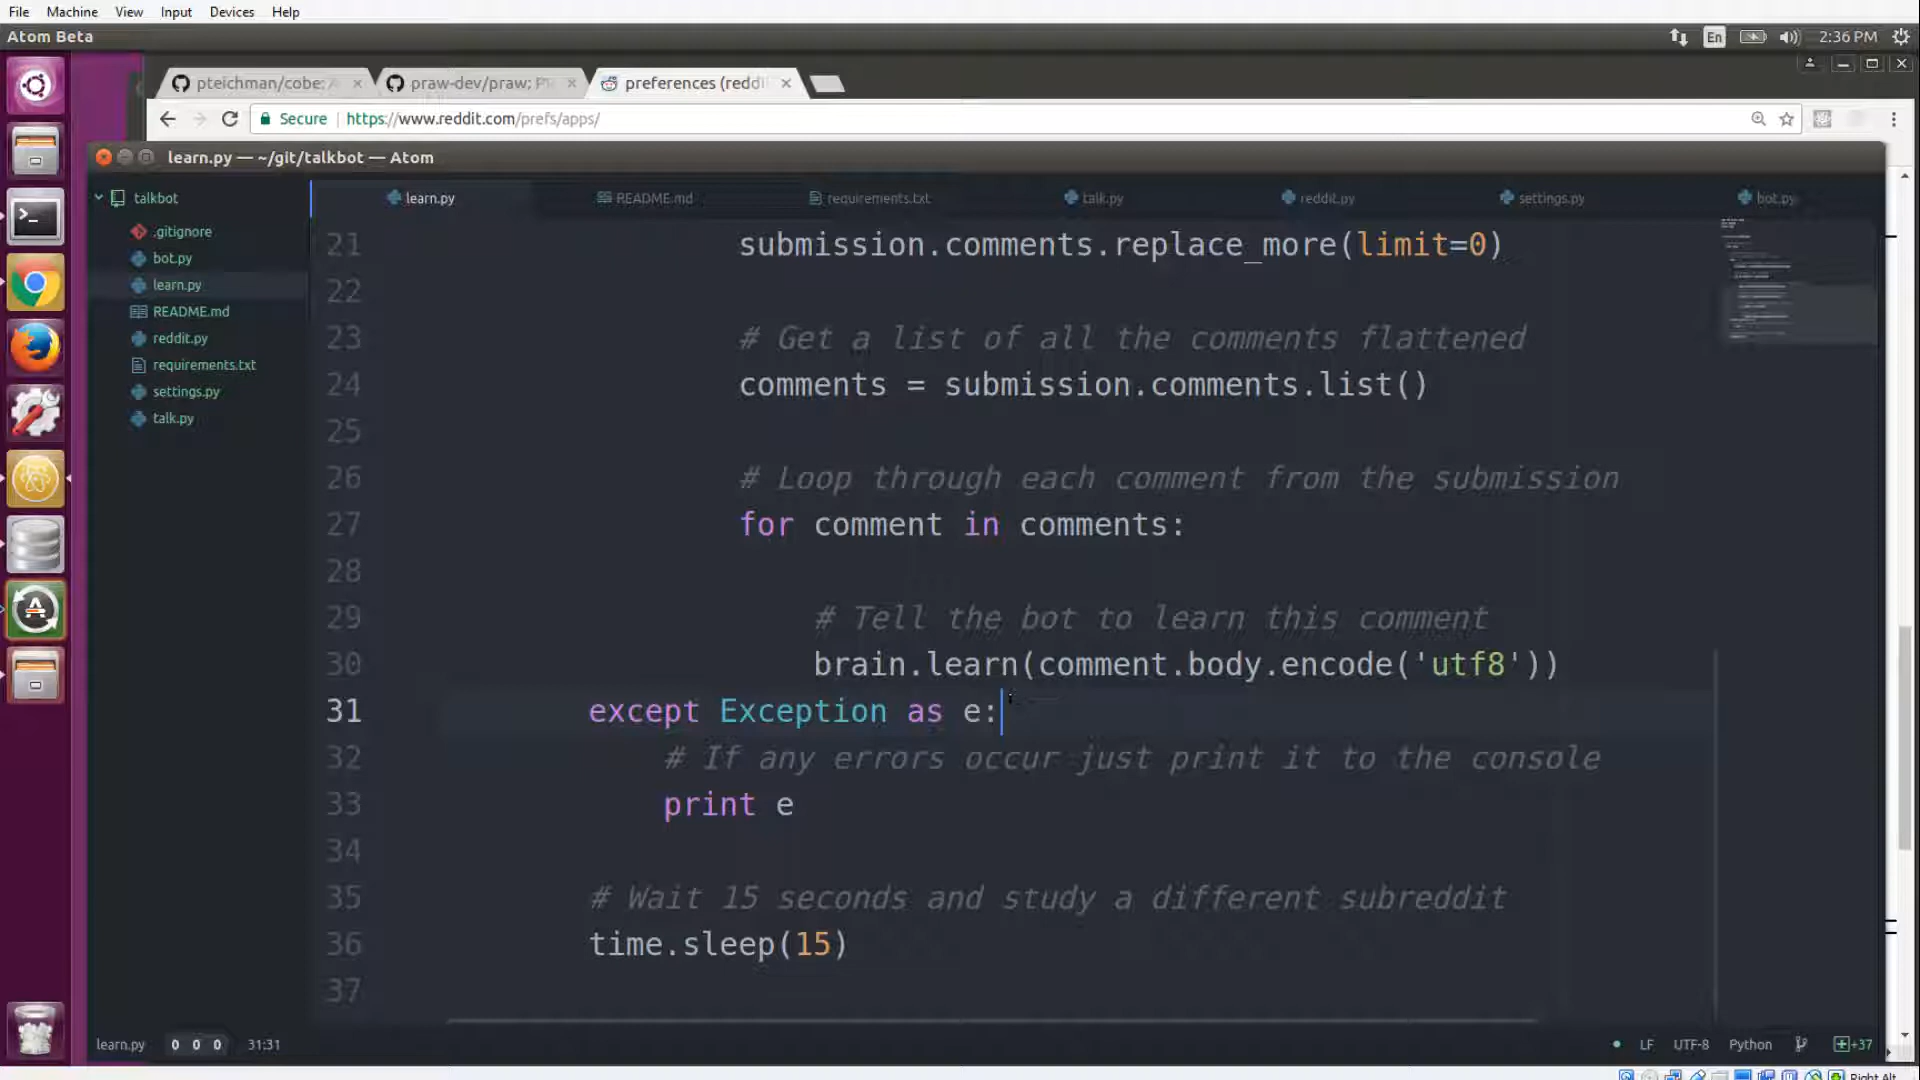 File Machine View Input Devices Help
Atom Beta
En
2:36 PM
pteichman/cobe: A
praw-dev/praw; P
preferences (reddi
Secure https://www.reddit.com/prefs/apps/
learn.py — ~/git/talkbot — Atom
talkbot
.gitignore
bot.py
learn.py
README.md
reddit.py
requirements.txt
settings.py
talk.py
learn.py README.md requirements.txt talk.py reddit.py settings.py bot.py
21 submission.comments.replace_more(limit=0)
22
23 # Get a list of all the comments flattened
24 comments = submission.comments.list()
25
26 # Loop through each comment from the submission
27 for comment in comments:
28
29 # Tell the bot to learn this comment
30 brain.learn(comment.body.encode('utf8'))
31 except Exception as e:
32 # If any errors occur just print it to the console
33 print e
34
35 # Wait 15 seconds and study a different subreddit
36 time.sleep(15)
37
learn.py 0 0 0 31:31
LF UTF-8 Python +37
Right Alt